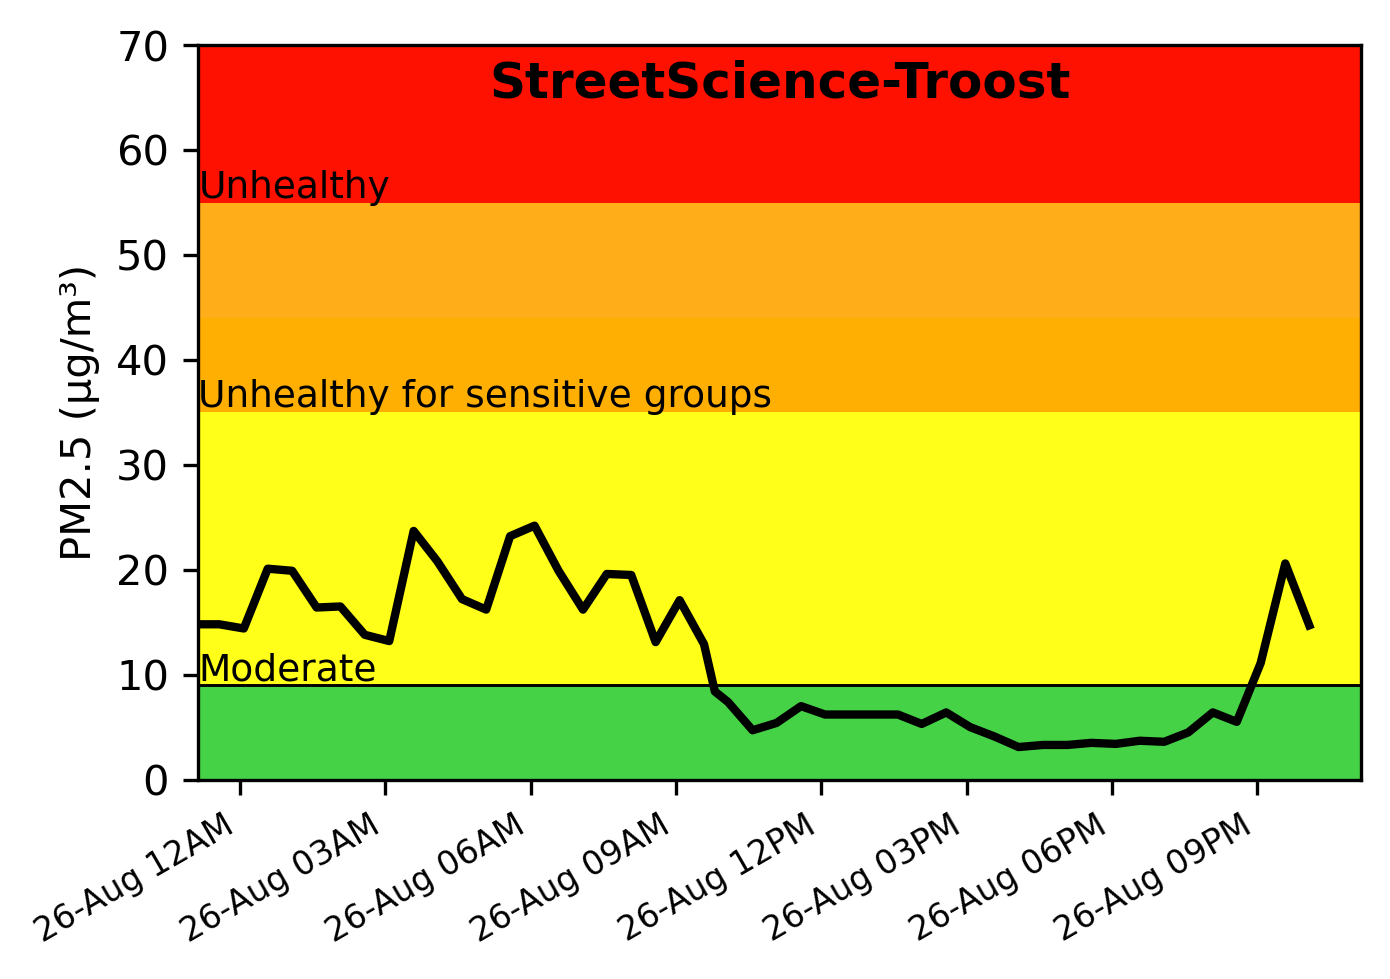 StreetScience-Troost
PM2.5 (µg/m³)
70
60
50
40
30
20
10
0
Unhealthy
Unhealthy for sensitive groups
Moderate
26-Aug 12AM
26-Aug 03AM
26-Aug 06AM
26-Aug 09AM
26-Aug 12PM
26-Aug 03PM
26-Aug 06PM
26-Aug 09PM